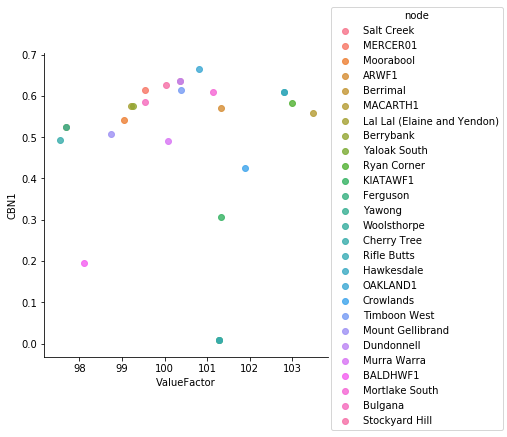 node
Salt Creek
MERCER01
Moorabool
ARWF1
Berrimal
MACARTH1
Lal Lal (Elaine and Yendon)
Berrybank
Yaloak South
Ryan Corner
KIATAWF1
Ferguson
Yawong
Woolsthorpe
Cherry Tree
Rifle Butts
Hawkesdale
OAKLAND1
Crowlands
Timboon West
Mount Gellibrand
Dundonnell
Murra Warra
BALDHWF1
Mortlake South
Bulgana
Stockyard Hill
0.7
0.6
0.5
0.4
0.3
0.2
0.1
0.0
CBN1
98 99 100 101 102 103
ValueFactor